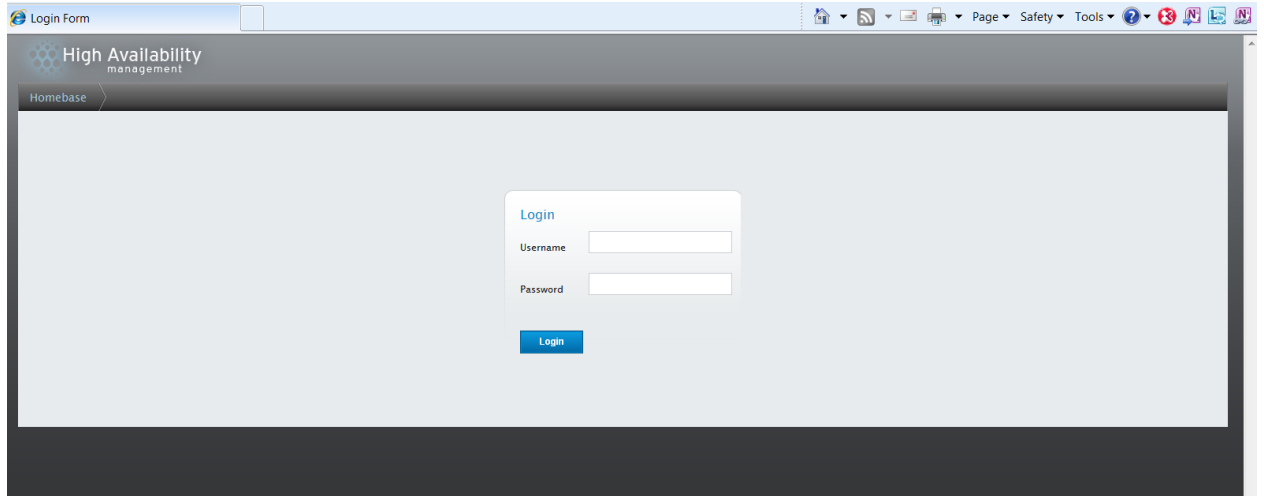 Login Form
Page Safety Tools
High Availability
management
Homebase
Login
Username
Password
Login